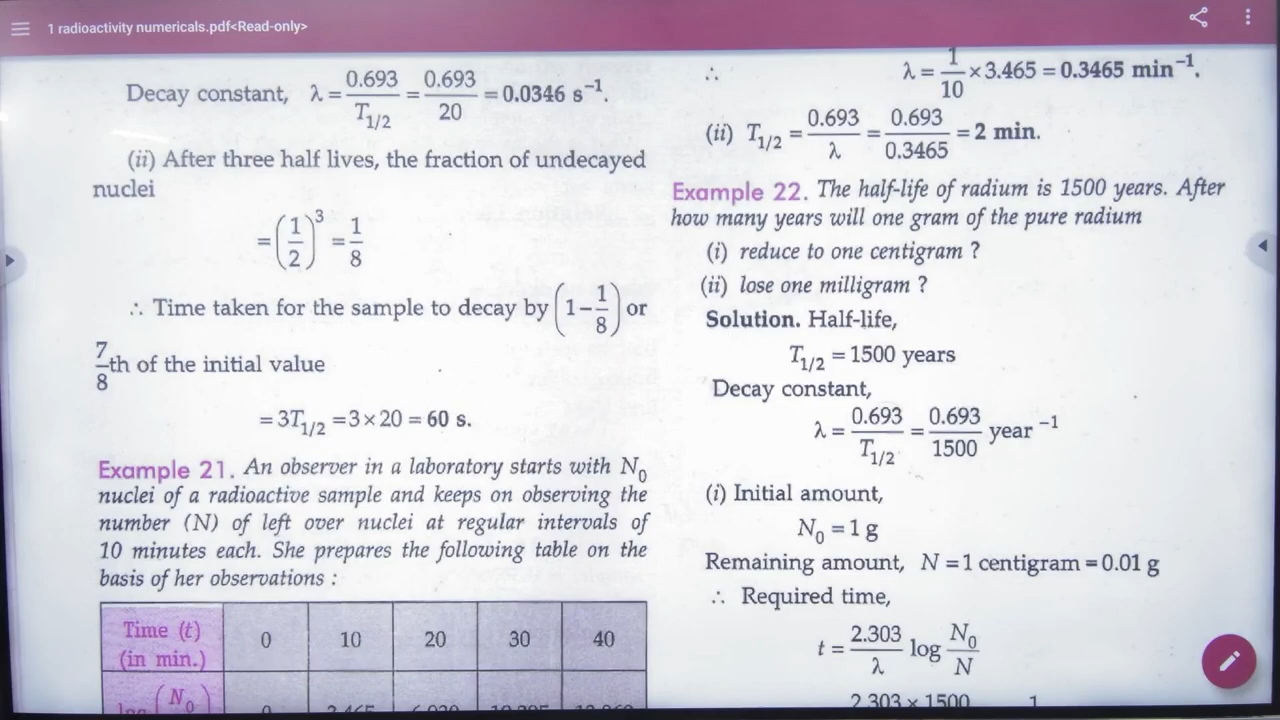 1 radioactivity numericals.pdf<Read-only>
Decay constant, λ = 0.693/T1/2 = 0.693/20 = 0.0346 s⁻¹.
(ii) After three half lives, the fraction of undecayed
nuclei
= (1/2)³ = 1/8
∴ Time taken for the sample to decay by (1−1/8) or
7/8th of the initial value
= 3T1/2 = 3 × 20 = 60 s.
Example 21. An observer in a laboratory starts with N₀
nuclei of a radioactive sample and keeps on observing the
number (N) of left over nuclei at regular intervals of
10 minutes each. She prepares the following table on the
basis of her observations :
Time (t) (in min.) 0 10 20 30 40
log (N₀ 0
∴ λ = 1/10 × 3.465 = 0.3465 min⁻¹.
(ii) T1/2 = 0.693/λ = 0.693/0.3465 = 2 min.
Example 22. The half-life of radium is 1500 years. After
how many years will one gram of the pure radium
(i) reduce to one centigram ?
(ii) lose one milligram ?
Solution. Half-life,
T1/2 = 1500 years
Decay constant,
λ = 0.693/T1/2 = 0.693/1500 year⁻¹
(i) Initial amount,
N₀ = 1 g
Remaining amount, N = 1 centigram = 0.01 g
∴ Required time,
t = 2.303/λ log N₀/N
2.303 × 1500 1